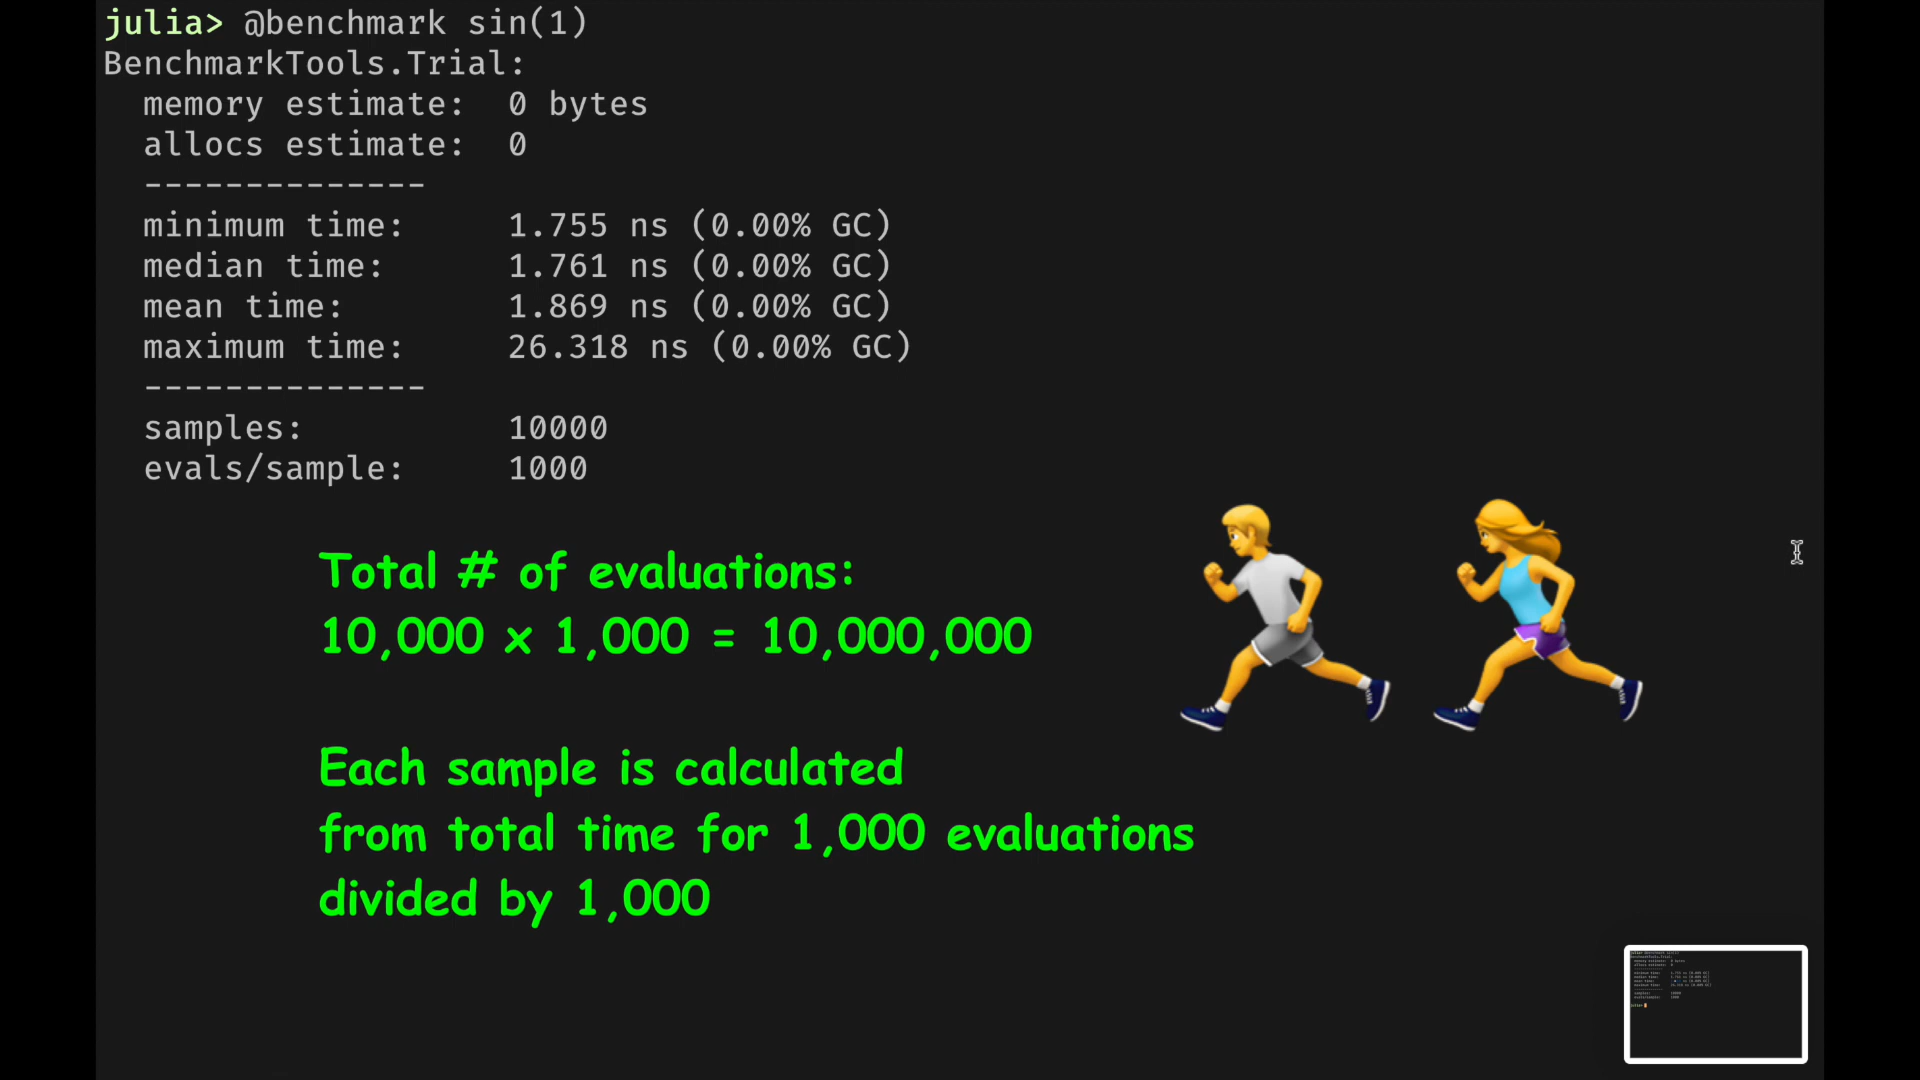 julia> @benchmark sin(1)
BenchmarkTools.Trial:
  memory estimate:  0 bytes
  allocs estimate:  0
  --------------
  minimum time:     1.755 ns (0.00% GC)
  median time:      1.761 ns (0.00% GC)
  mean time:        1.869 ns (0.00% GC)
  maximum time:     26.318 ns (0.00% GC)
  --------------
  samples:          10000
  evals/sample:     1000
Total # of evaluations:
10,000 x 1,000 = 10,000,000
Each sample is calculated
from total time for 1,000 evaluations
divided by 1,000